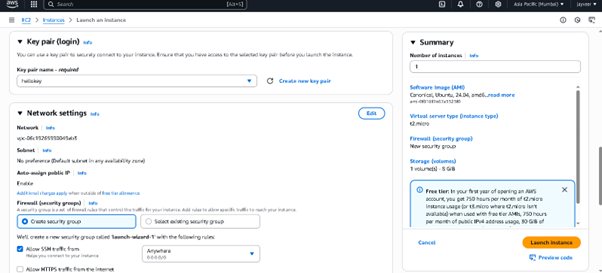 aws
Search
[Alt+S]
Asia Pacific (Mumbai)
EC2 > Instances > Launch an instance
Key pair (login) Info
You can use a key pair to securely connect to your instance. Ensure that you have access to the selected key pair before you launch the instance.
Key pair name - required
Create new key pair
Network settings Info
Edit
Network Info
Subnet Info
No preference (Default subnet in any availability zone)
Auto-assign public IP Info
Enable
Additional charges apply when outside of free tier allowance
Firewall (security groups) Info
A security group is a set of firewall rules that control the traffic for your instance. Add rules to allow specific traffic to reach your instance.
Create security group
Select existing security group
We'll create a new security group called 'launch-wizard-1' with the following rules:
Allow SSH traffic from
Helps you connect to your instance
Anywhere
0.0.0.0/0
Allow HTTPS traffic from the internet
Summary
Number of instances Info
1
Software Image (AMI)
Canonical, Ubuntu, 24.04, amd6...read more
Virtual server type (instance type)
t2.micro
Firewall (security group)
New security group
Storage (volumes)
1 volume(s) - 8 GiB
Free tier: In your first year of opening an AWS
account, you get 750 hours per month of t2.micro
instance usage (or t3.micro where t2.micro isn't
available) when used with free tier AMIs, 750 hours
per month of public IPv4 address usage, 30 GiB of
Cancel
Launch instance
Preview code